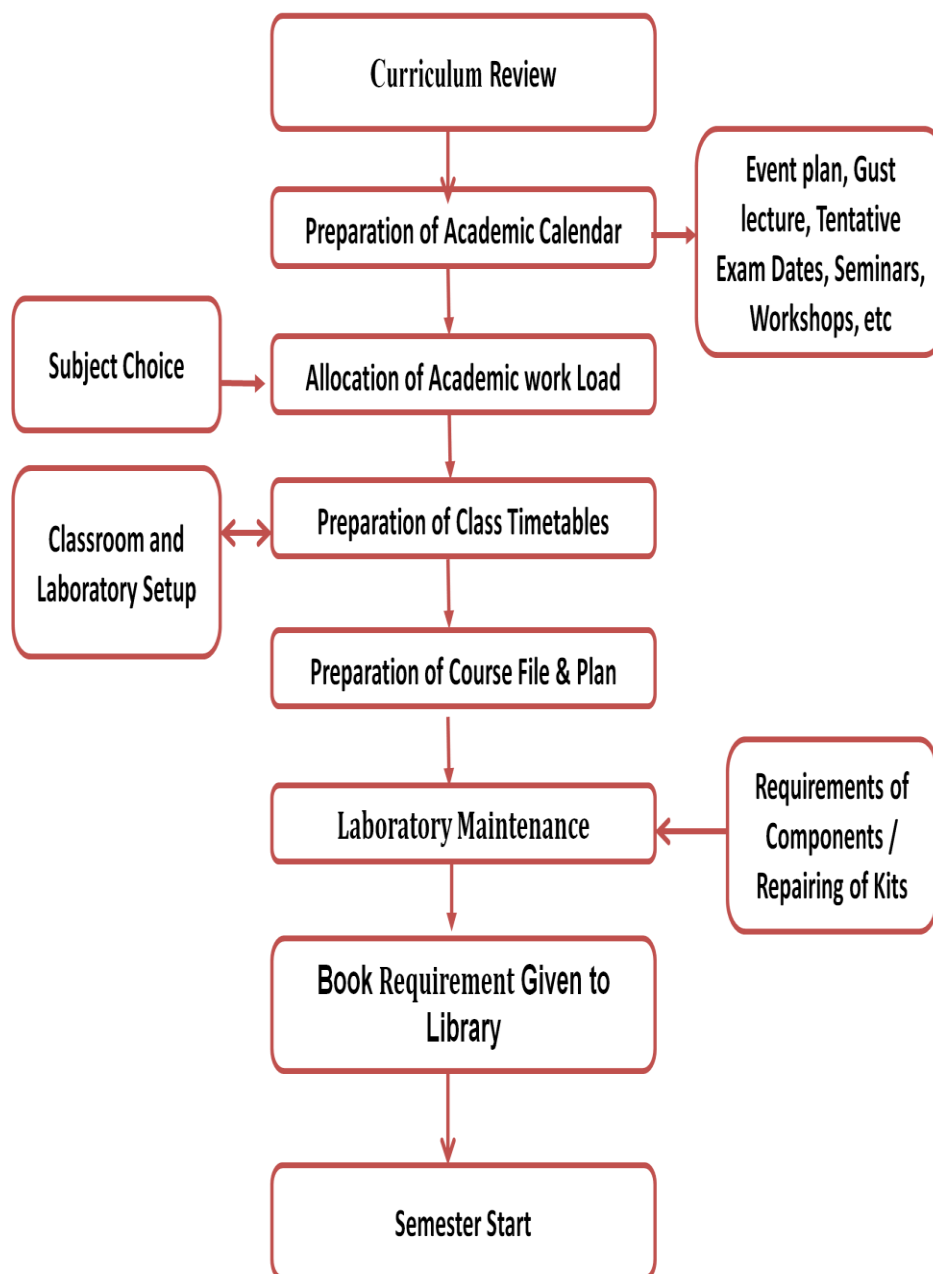 Curriculum Review
Event plan, Gust
lecture, Tentative
Exam Dates, Seminars,
Workshops, etc
Preparation of Academic Calendar
Subject Choice
Allocation of Academic work Load
Classroom and
Laboratory Setup
Preparation of Class Timetables
Preparation of Course File & Plan
Requirements of
Components /
Repairing of Kits
Laboratory Maintenance
Book Requirement Given to
Library
Semester Start